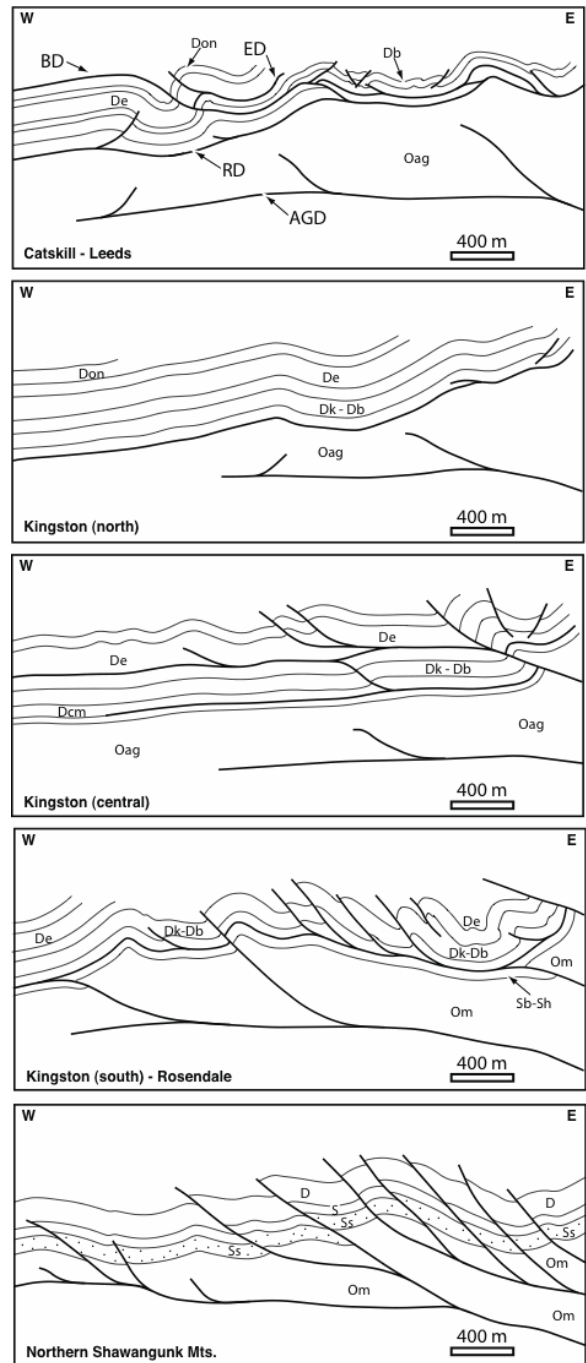 W E
Don
ED
Db
BD
De
RD
Oag
AGD
400 m
Catskill - Leeds
W E
Don
De
Dk - Db
Oag
400 m
Kingston (north)
W E
De
De
Dk - Db
Dcm
Oag
Oag
400 m
Kingston (central)
W E
De
Dk-Db
De
Dk-Db
Om
Sb-Sh
Om
400 m
Kingston (south) - Rosendale
W E
D
D
S
Ss
Ss
Ss
Ss
Om
Om
Om
400 m
Northern Shawangunk Mts.